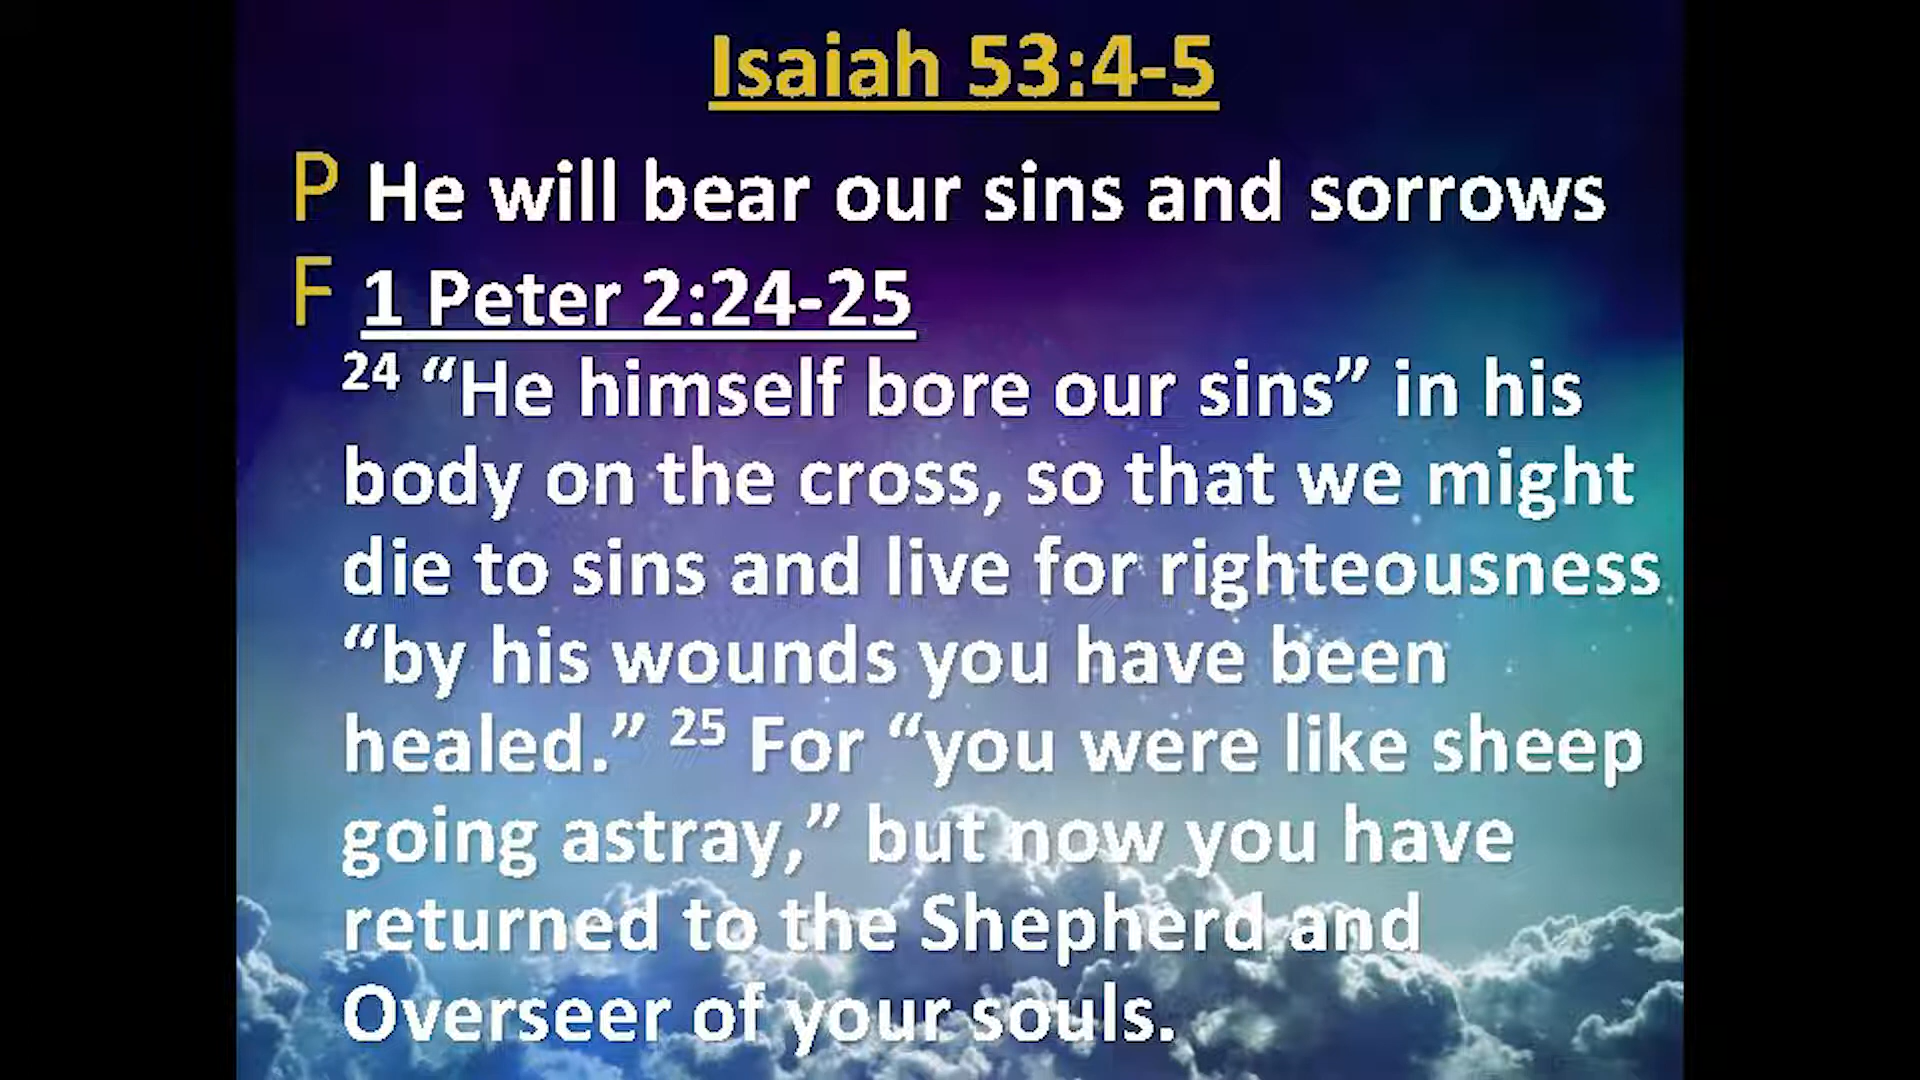 Isaiah 53:4-5
P He will bear our sins and sorrows
F 1 Peter 2:24-25
24 “He himself bore our sins” in his
body on the cross, so that we might
die to sins and live for righteousness
“by his wounds you have been
healed.” 25 For “you were like sheep
going astray,” but now you have
returned to the Shepherd and
Overseer of your souls.